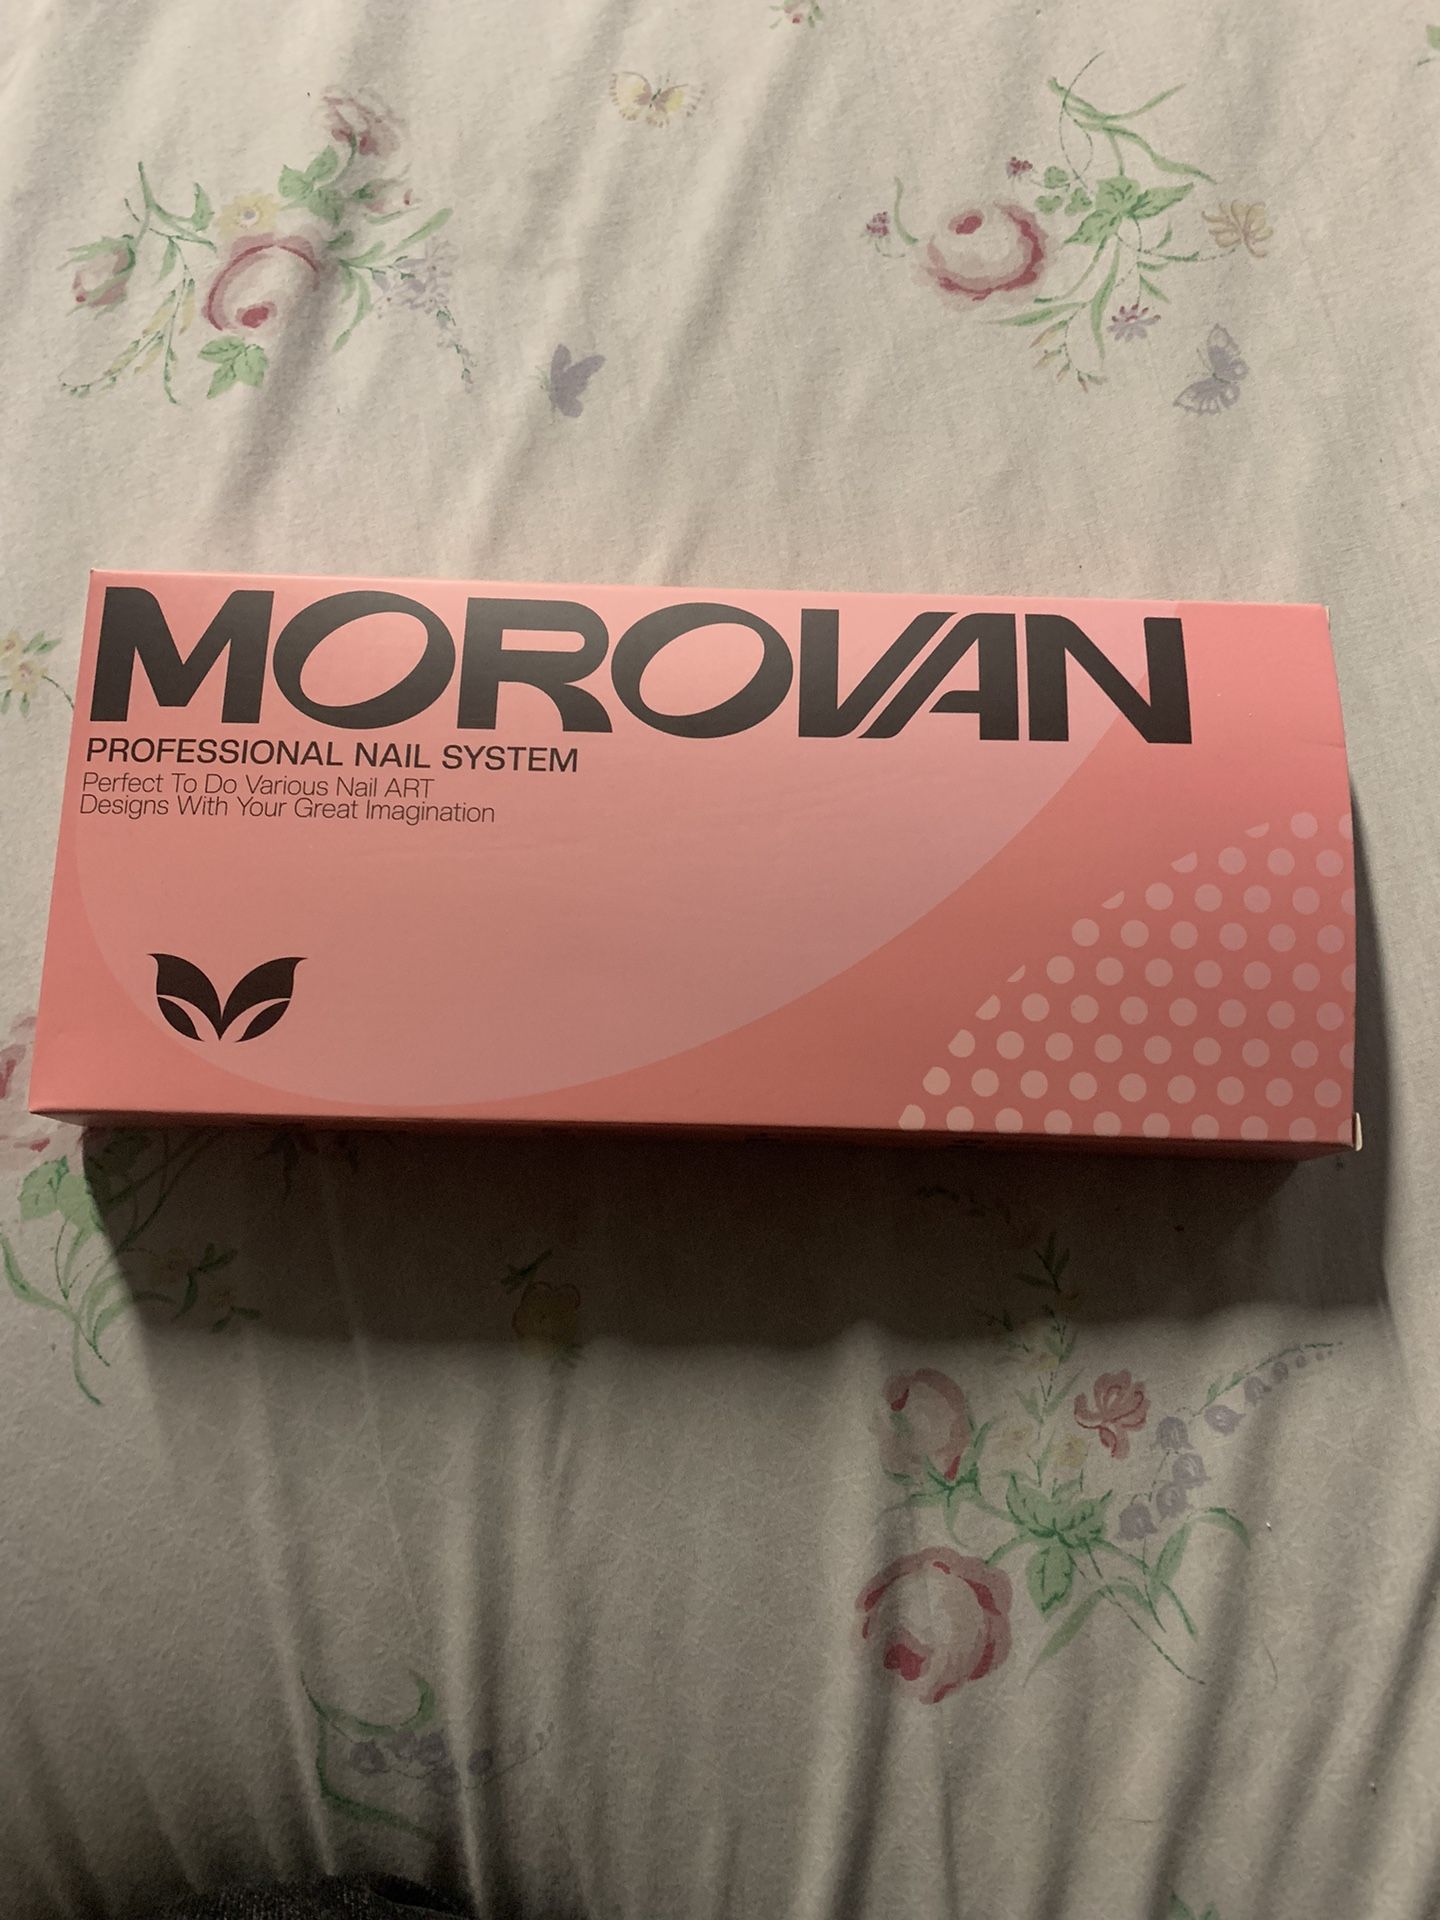 MOROVAN
PROFESSIONAL NAIL SYSTEM
Perfect To Do Various Nail ART
Designs With Your Great Imagination